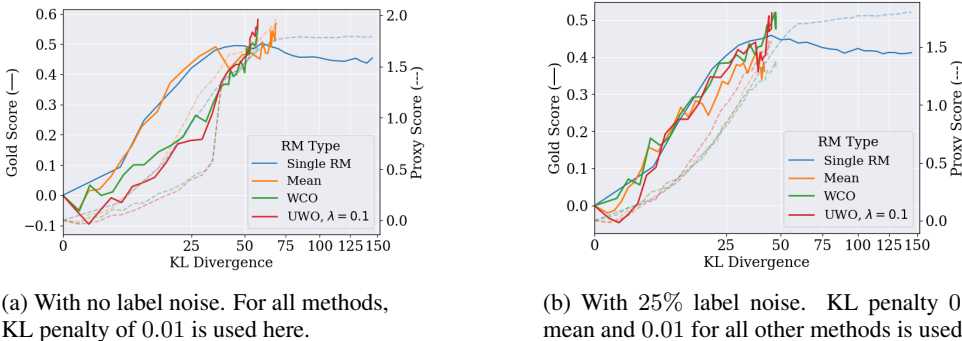 0.6
0.5
0.4
0.3
0.2
0.1
0.0
−0.1
Gold Score (—)
2.0
1.5
1.0
0.5
0.0
Proxy Score (---)
RM Type
Single RM
Mean
WCO
UWO, λ = 0.1
0 25 50 75 100 125 150
KL Divergence
(a) With no label noise. For all methods,
KL penalty of 0.01 is used here.
0.5
0.4
0.3
0.2
0.1
0.0
Gold Score (—)
1.5
1.0
0.5
0.0
Proxy Score (---)
RM Type
Single RM
Mean
WCO
UWO, λ = 0.1
0 25 50 75 100 125 150
KL Divergence
(b) With 25% label noise. KL penalty 0
mean and 0.01 for all other methods is used